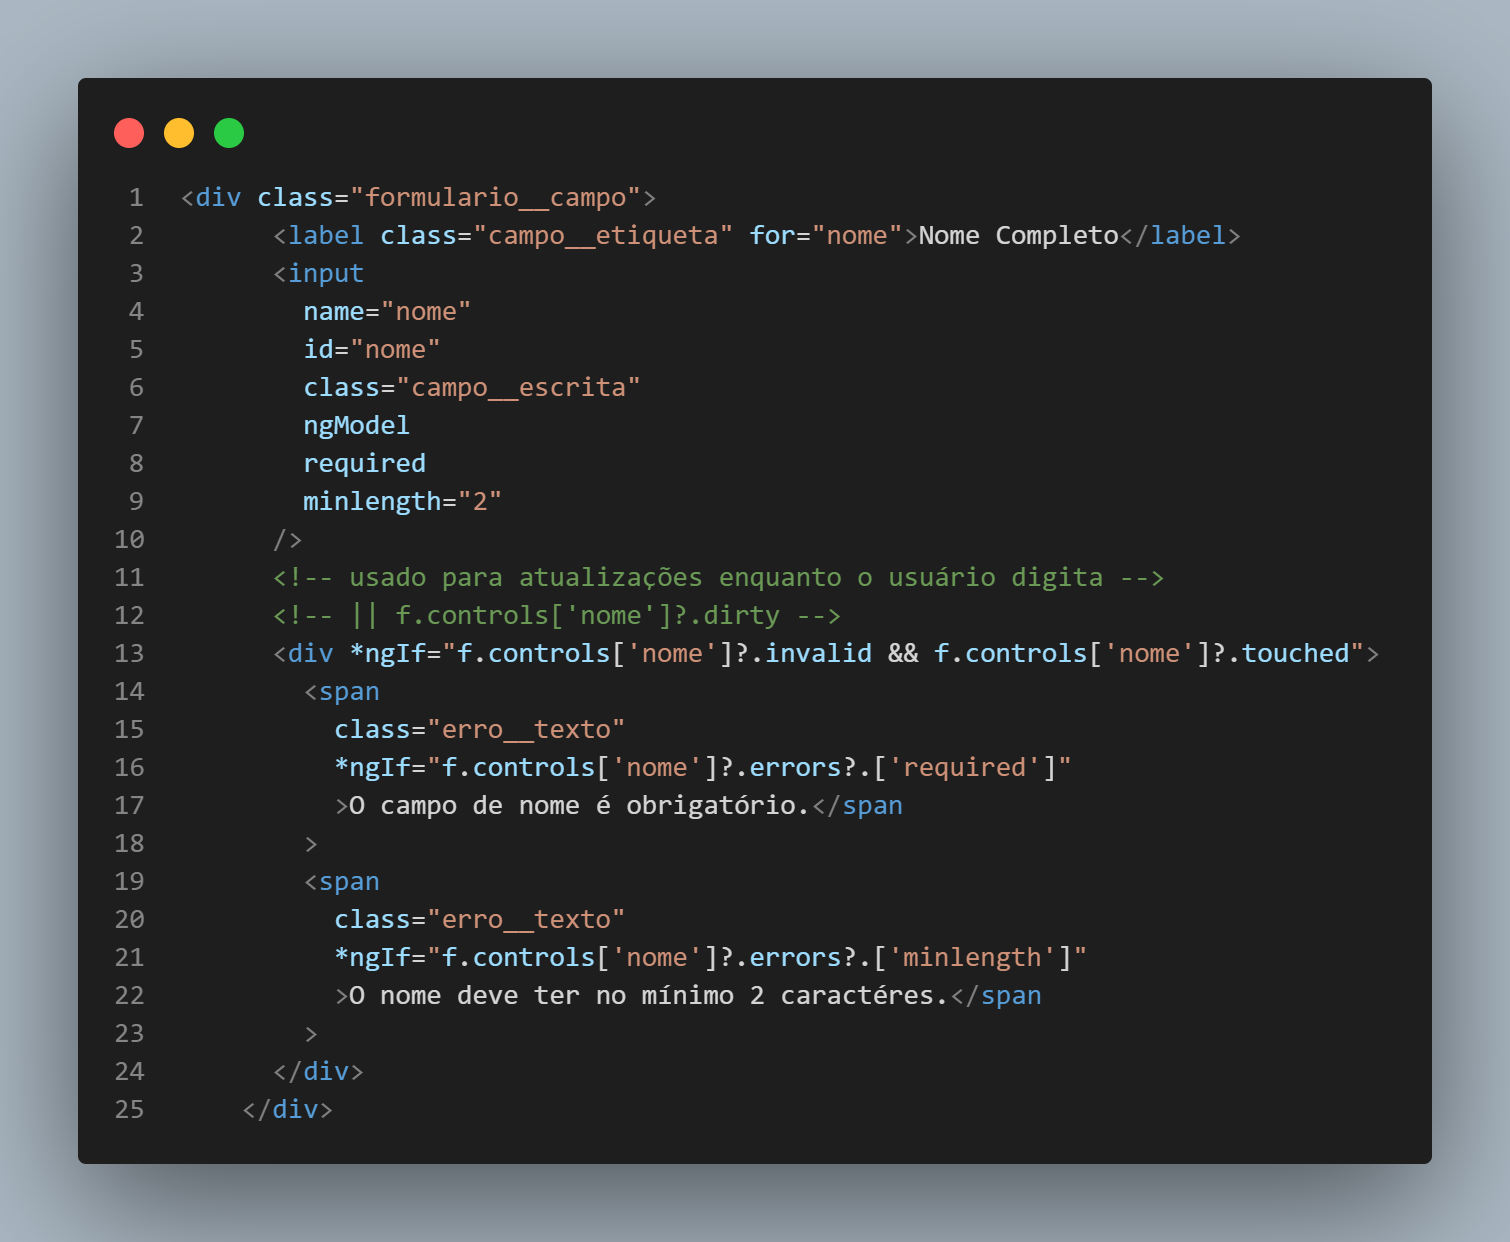 1 <div class="formulario__campo">
2 <label class="campo__etiqueta" for="nome">Nome Completo</label>
3 <input
4 name="nome"
5 id="nome"
6 class="campo__escrita"
7 ngModel
8 required
9 minlength="2"
10 />
11 <!-- usado para atualizações enquanto o usuário digita -->
12 <!-- || f.controls['nome']?.dirty -->
13 <div *ngIf="f.controls['nome']?.invalid && f.controls['nome']?.touched">
14 <span
15 class="erro__texto"
16 *ngIf="f.controls['nome']?.errors?.['required']"
17 >O campo de nome é obrigatório.</span
18 >
19 <span
20 class="erro__texto"
21 *ngIf="f.controls['nome']?.errors?.['minlength']"
22 >O nome deve ter no mínimo 2 caractéres.</span
23 >
24 </div>
25 </div>